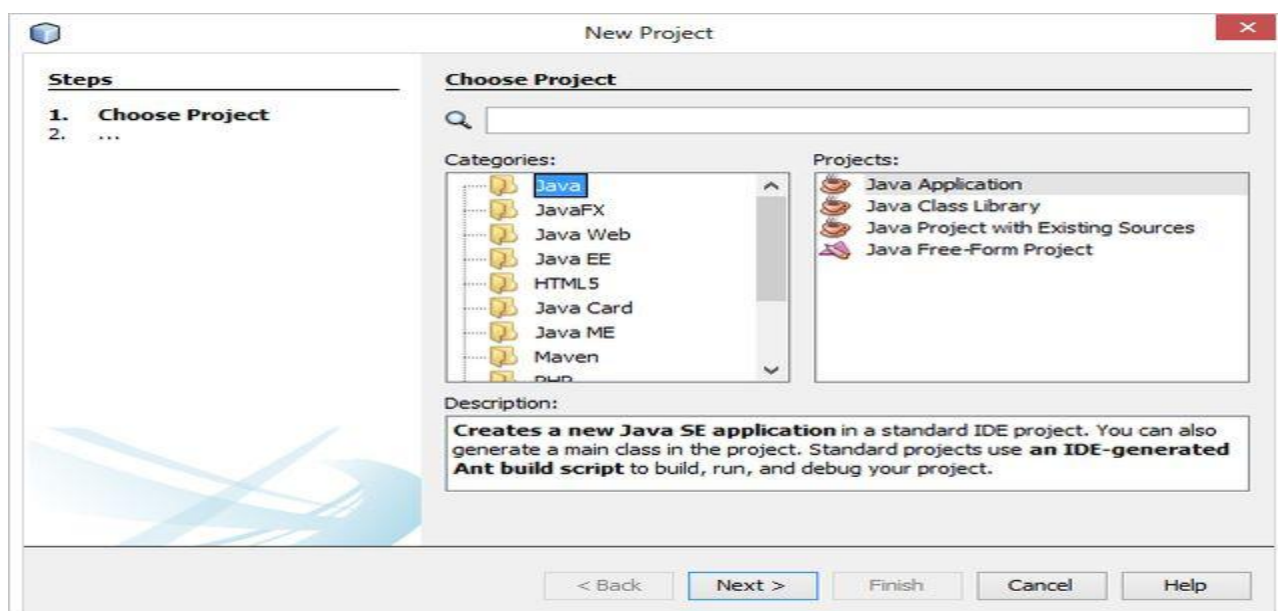 New Project
Steps
1. Choose Project
2. ...
Choose Project
Categories:
Java
JavaFX
Java Web
Java EE
HTML5
Java Card
Java ME
Maven
PHP
Projects:
Java Application
Java Class Library
Java Project with Existing Sources
Java Free-Form Project
Description:
Creates a new Java SE application in a standard IDE project. You can also
generate a main class in the project. Standard projects use an IDE-generated
Ant build script to build, run, and debug your project.
< Back Next > Finish Cancel Help